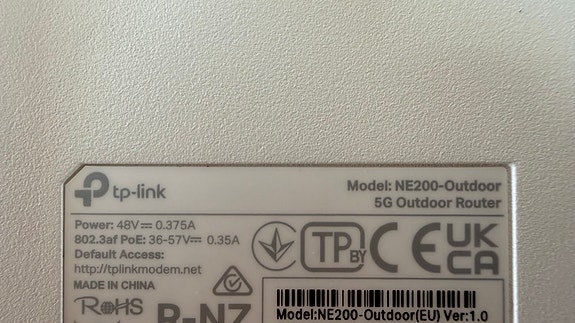 tp-link
Model: NE200-Outdoor
5G Outdoor Router
Power: 48V⎓ 0.375A
802.3af PoE: 36-57V⎓ 0.35A
Default Access:
http://tplinkmodem.net
MADE IN CHINA
TP BY
CE
UK
CA
RoHS
R-NZ
Model:NE200-Outdoor(EU) Ver:1.0